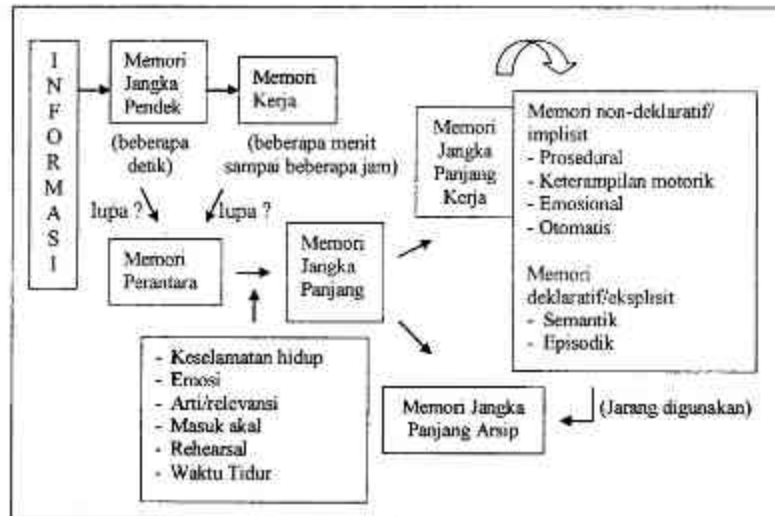 INFORMASI
Memori
Jangka
Pendek
(beberapa
detik)
Memori
Kerja
(beberapa menit
sampai beberapa jam)
lupa ?
lupa ?
Memori
Perantara
Memori
Jangka
Panjang
- Keselamatan hidup
- Emosi
- Arti/relevansi
- Masuk akal
- Rehearsal
- Waktu Tidur
Memori
Jangka
Panjang
Kerja
Memori non-deklaratif/
implisit
- Prosedural
- Keterampilan motorik
- Emosional
- Otomatis
Memori
deklaratif/eksplisit
- Semantik
- Episodik
(Jarang digunakan)
Memori Jangka
Panjang Arsip